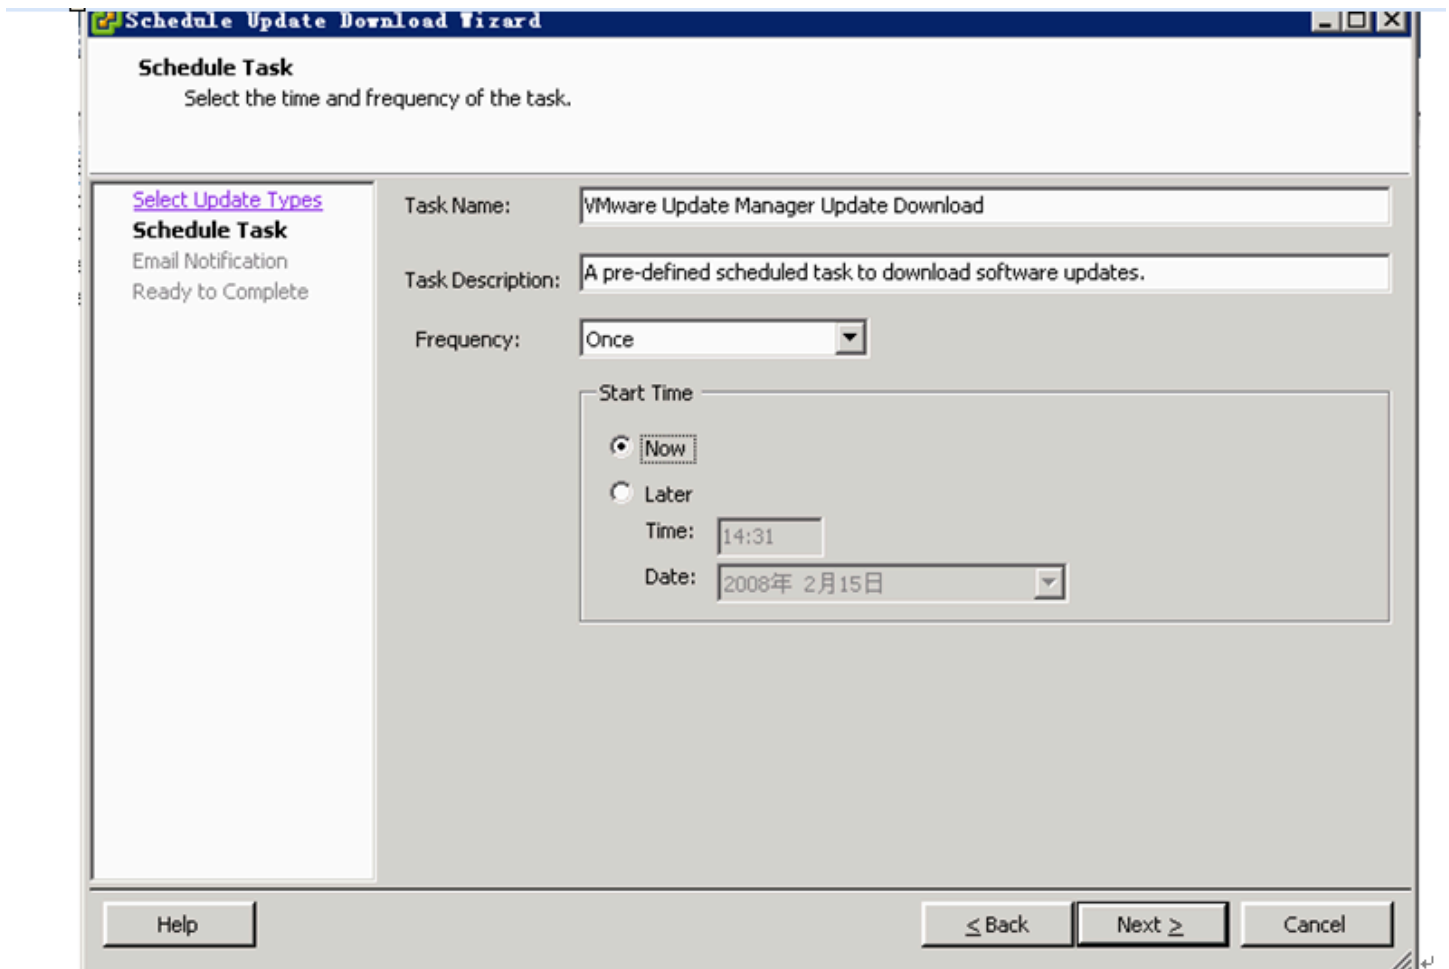 Schedule Update Download Wizard
Schedule Task
Select the time and frequency of the task.
Select Update Types
Schedule Task
Email Notification
Ready to Complete
Task Name: VMware Update Manager Update Download
Task Description: A pre-defined scheduled task to download software updates.
Frequency: Once
Start Time
Now
Later
Time: 14:31
Date: 2008年 2月15日
Help
< Back
Next >
Cancel